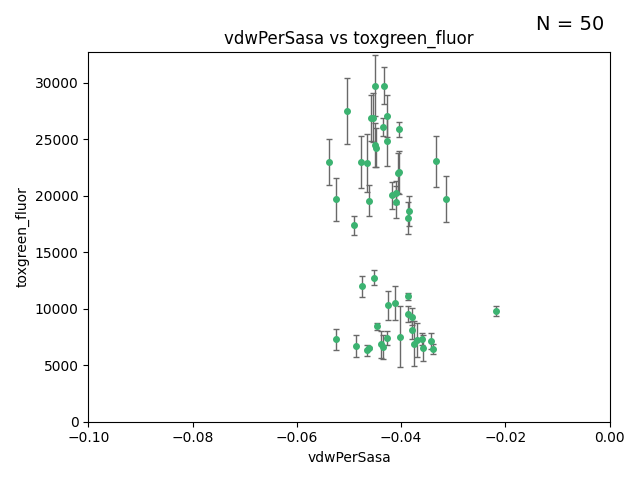 N = 50
vdwPerSasa vs toxgreen_fluor
toxgreen_fluor
30000
25000
20000
15000
10000
5000
0
−0.10 −0.08 −0.06 −0.04 −0.02 0.00
vdwPerSasa